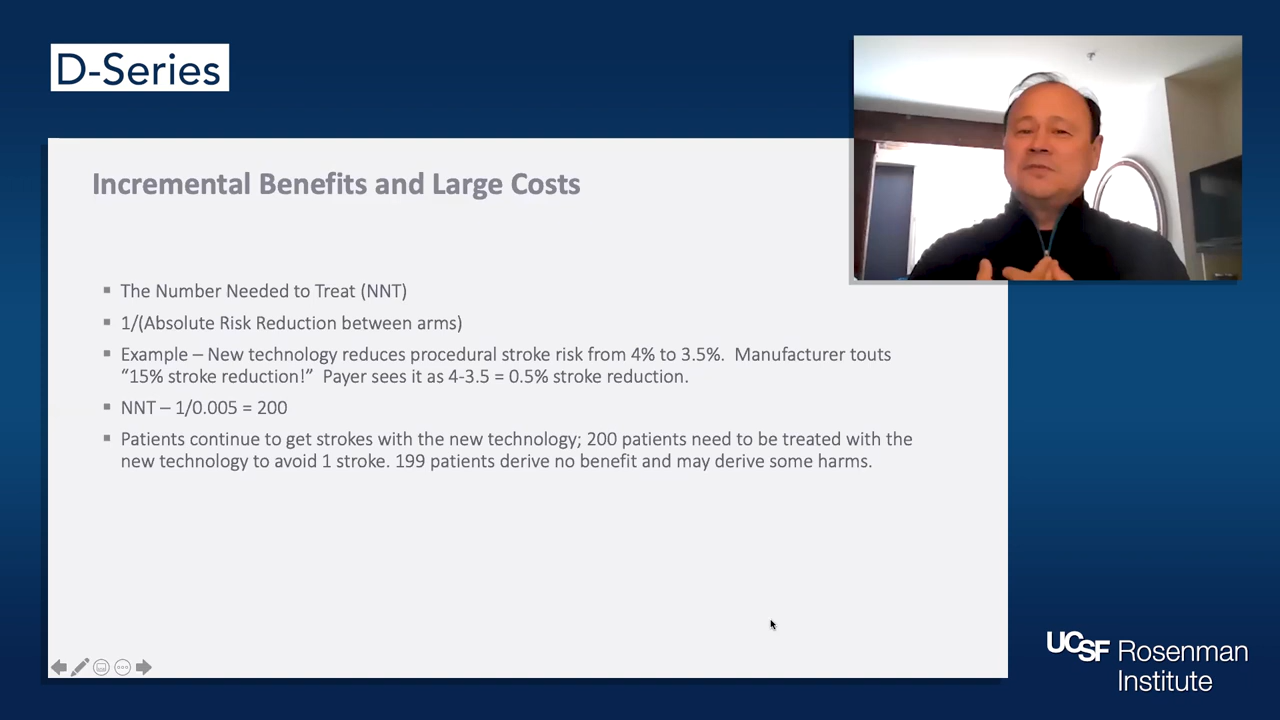 D-Series
Incremental Benefits and Large Costs
The Number Needed to Treat (NNT)
1/(Absolute Risk Reduction between arms)
Example – New technology reduces procedural stroke risk from 4% to 3.5%.  Manufacturer touts
“15% stroke reduction!”  Payer sees it as 4-3.5 = 0.5% stroke reduction.
NNT – 1/0.005 = 200
Patients continue to get strokes with the new technology; 200 patients need to be treated with the
new technology to avoid 1 stroke. 199 patients derive no benefit and may derive some harms.
UCSF Rosenman
Institute